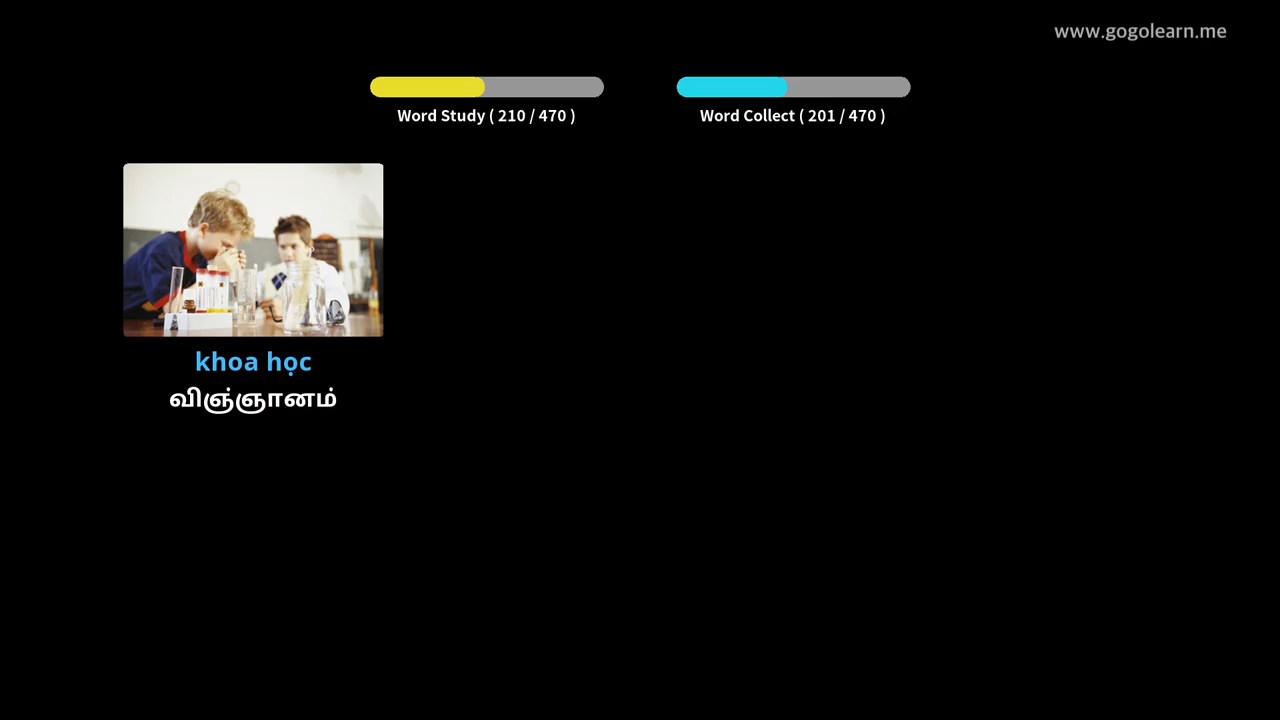 www.gogolearn.me
Word Study ( 210 / 470 )
Word Collect ( 201 / 470 )
khoa học
விஞ்ஞானம்